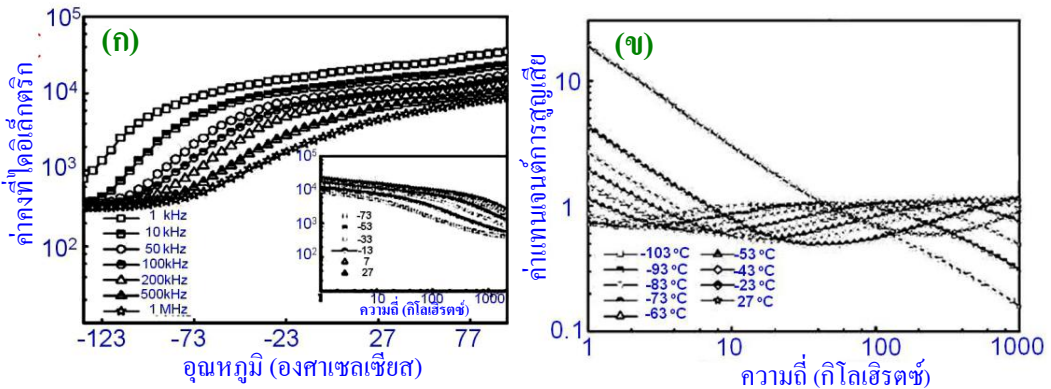 (ก)
ค่าคงที่ไดอิเล็กตริก
10⁵
10⁴
10³
10²
1 kHz
10 kHz
50 kHz
100kHz
200kHz
500kHz
1 MHz
-123 -73 -23 27 77
อุณหภูมิ (องศาเซลเซียส)
10⁵
10⁴
10³
10²
-73
-63
-33
-13
7
27
1 10 100 1000
ความถี่ (กิโลเฮิรตซ์)
(ข)
ค่าแทนเจนต์การสูญเสีย
10
1
0.1
-103 °C
-93 °C
-83 °C
-73 °C
-63 °C
-53 °C
-43 °C
-23 °C
27 °C
1 10 100 1000
ความถี่ (กิโลเฮิรตซ์)